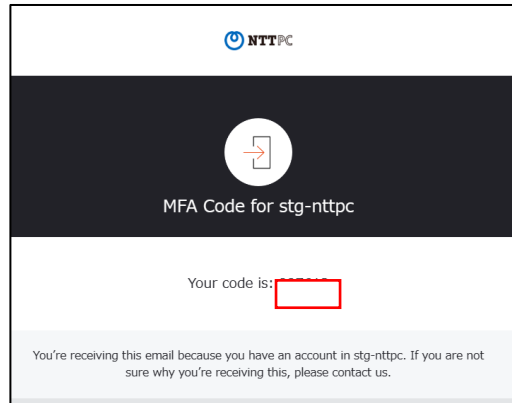 NTTPC
MFA Code for stg-nttpc
Your code is:
You're receiving this email because you have an account in stg-nttpc. If you are not
sure why you're receiving this, please contact us.